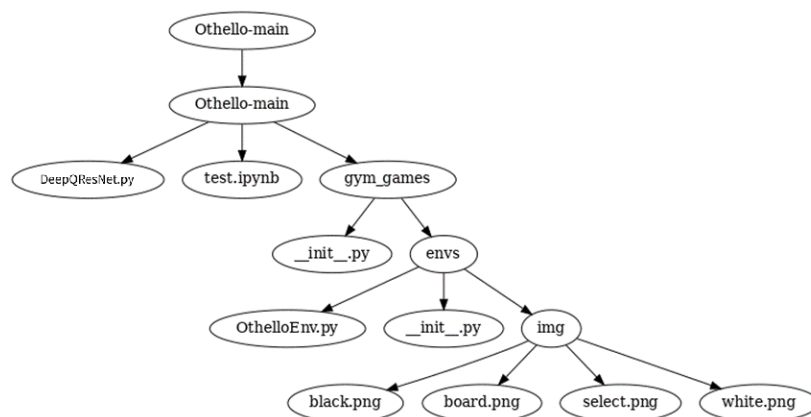 Othello-main
Othello-main
DeepQResNet.py
test.ipynb
gym_games
__init__.py
envs
OthelloEnv.py
__init__.py
img
black.png
board.png
select.png
white.png